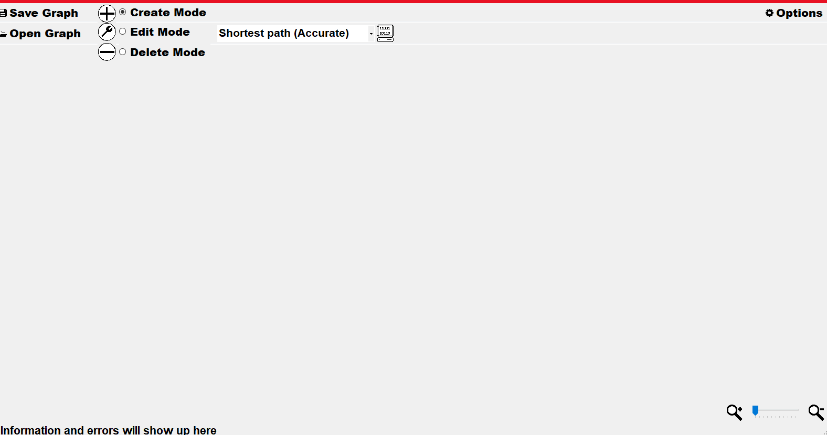 Save Graph
Create Mode
Options
Open Graph
Edit Mode
Shortest path (Accurate)
Delete Mode
Information and errors will show up here